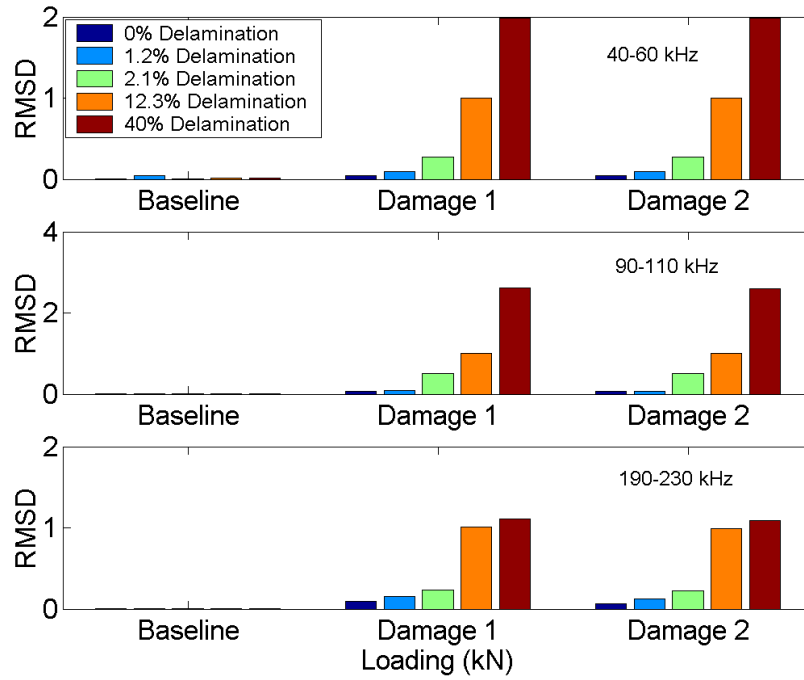 2
0% Delamination
1.2% Delamination
40-60 kHz
2.1% Delamination
RMSD
1
12.3% Delamination
40% Delamination
0
Baseline Damage 1 Damage 2
4
90-110 kHz
RMSD
2
0
Baseline Damage 1 Damage 2
2
190-230 kHz
RMSD
1
0
Baseline Damage 1 Damage 2
Loading (kN)